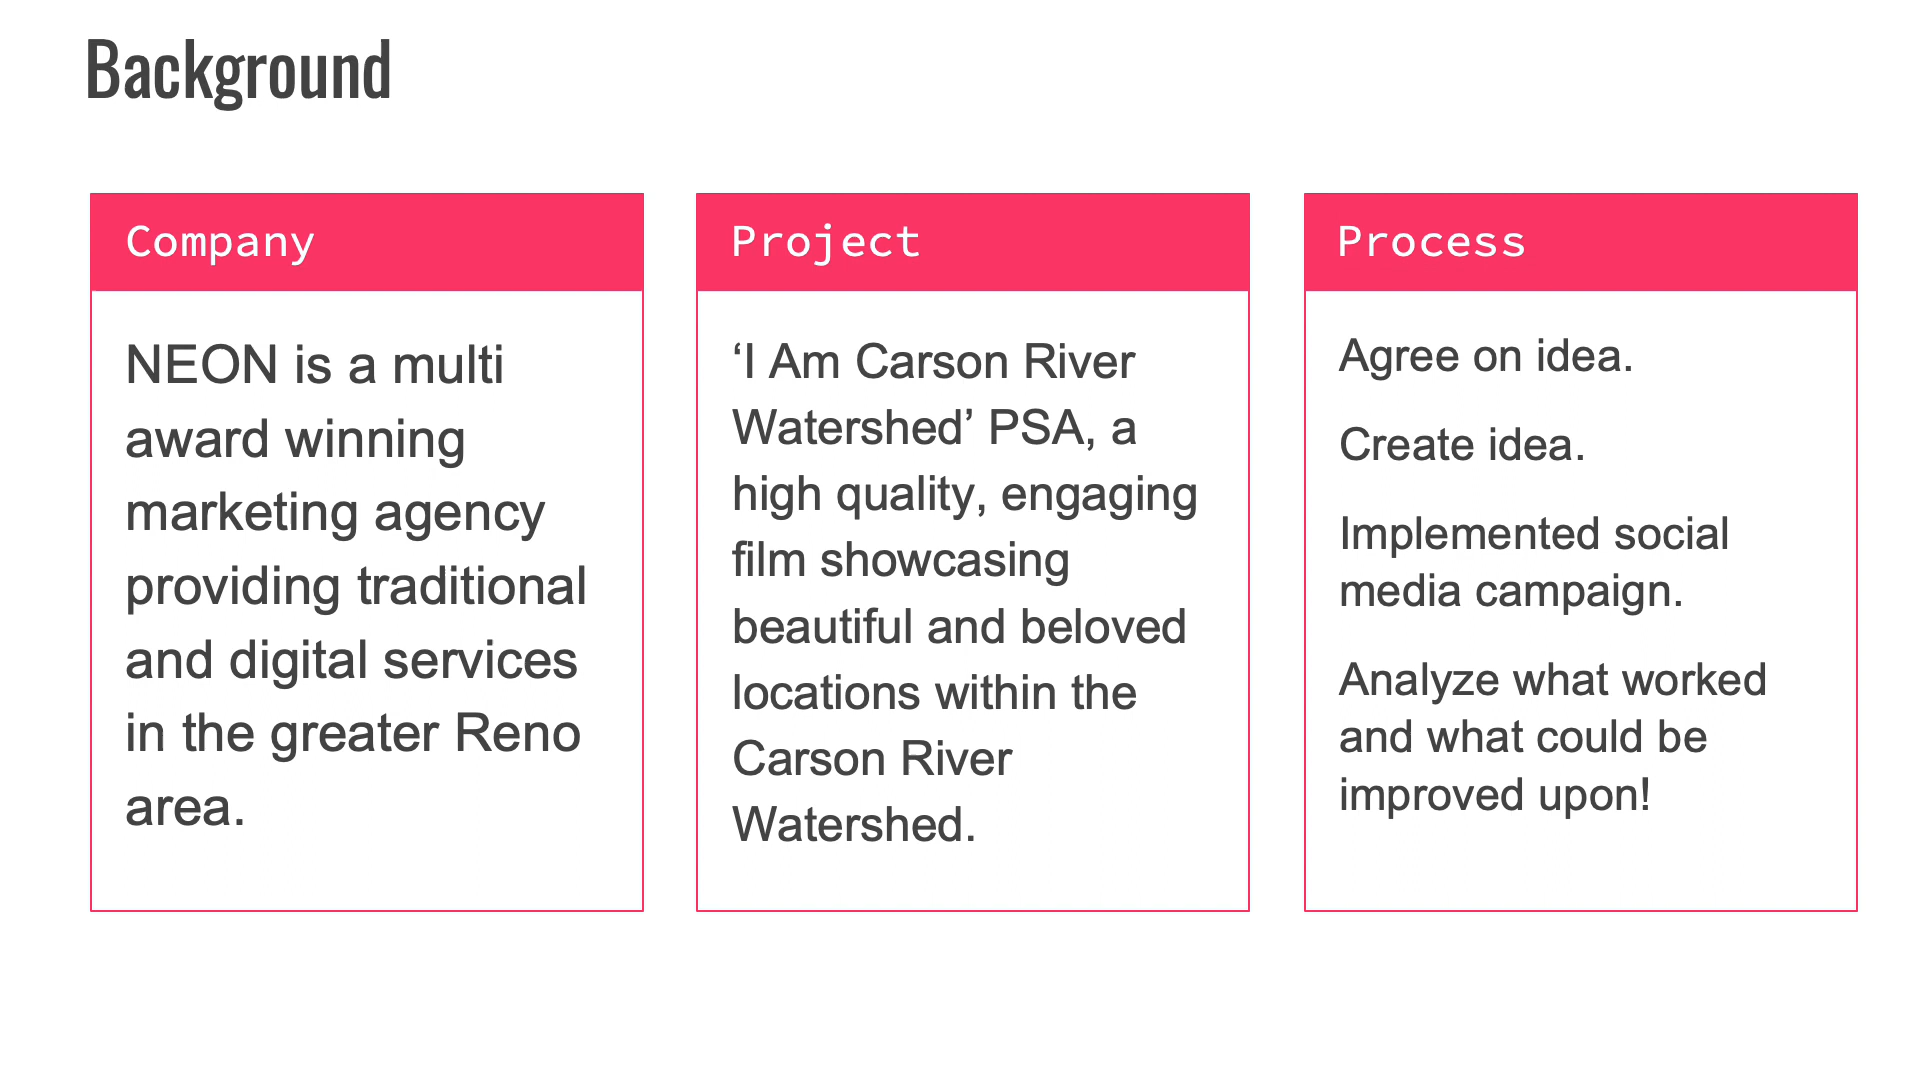 Background
Company
NEON is a multi
award winning
marketing agency
providing traditional
and digital services
in the greater Reno
area.
Project
‘I Am Carson River
Watershed’ PSA, a
high quality, engaging
film showcasing
beautiful and beloved
locations within the
Carson River
Watershed.
Process
Agree on idea.
Create idea.
Implemented social
media campaign.
Analyze what worked
and what could be
improved upon!